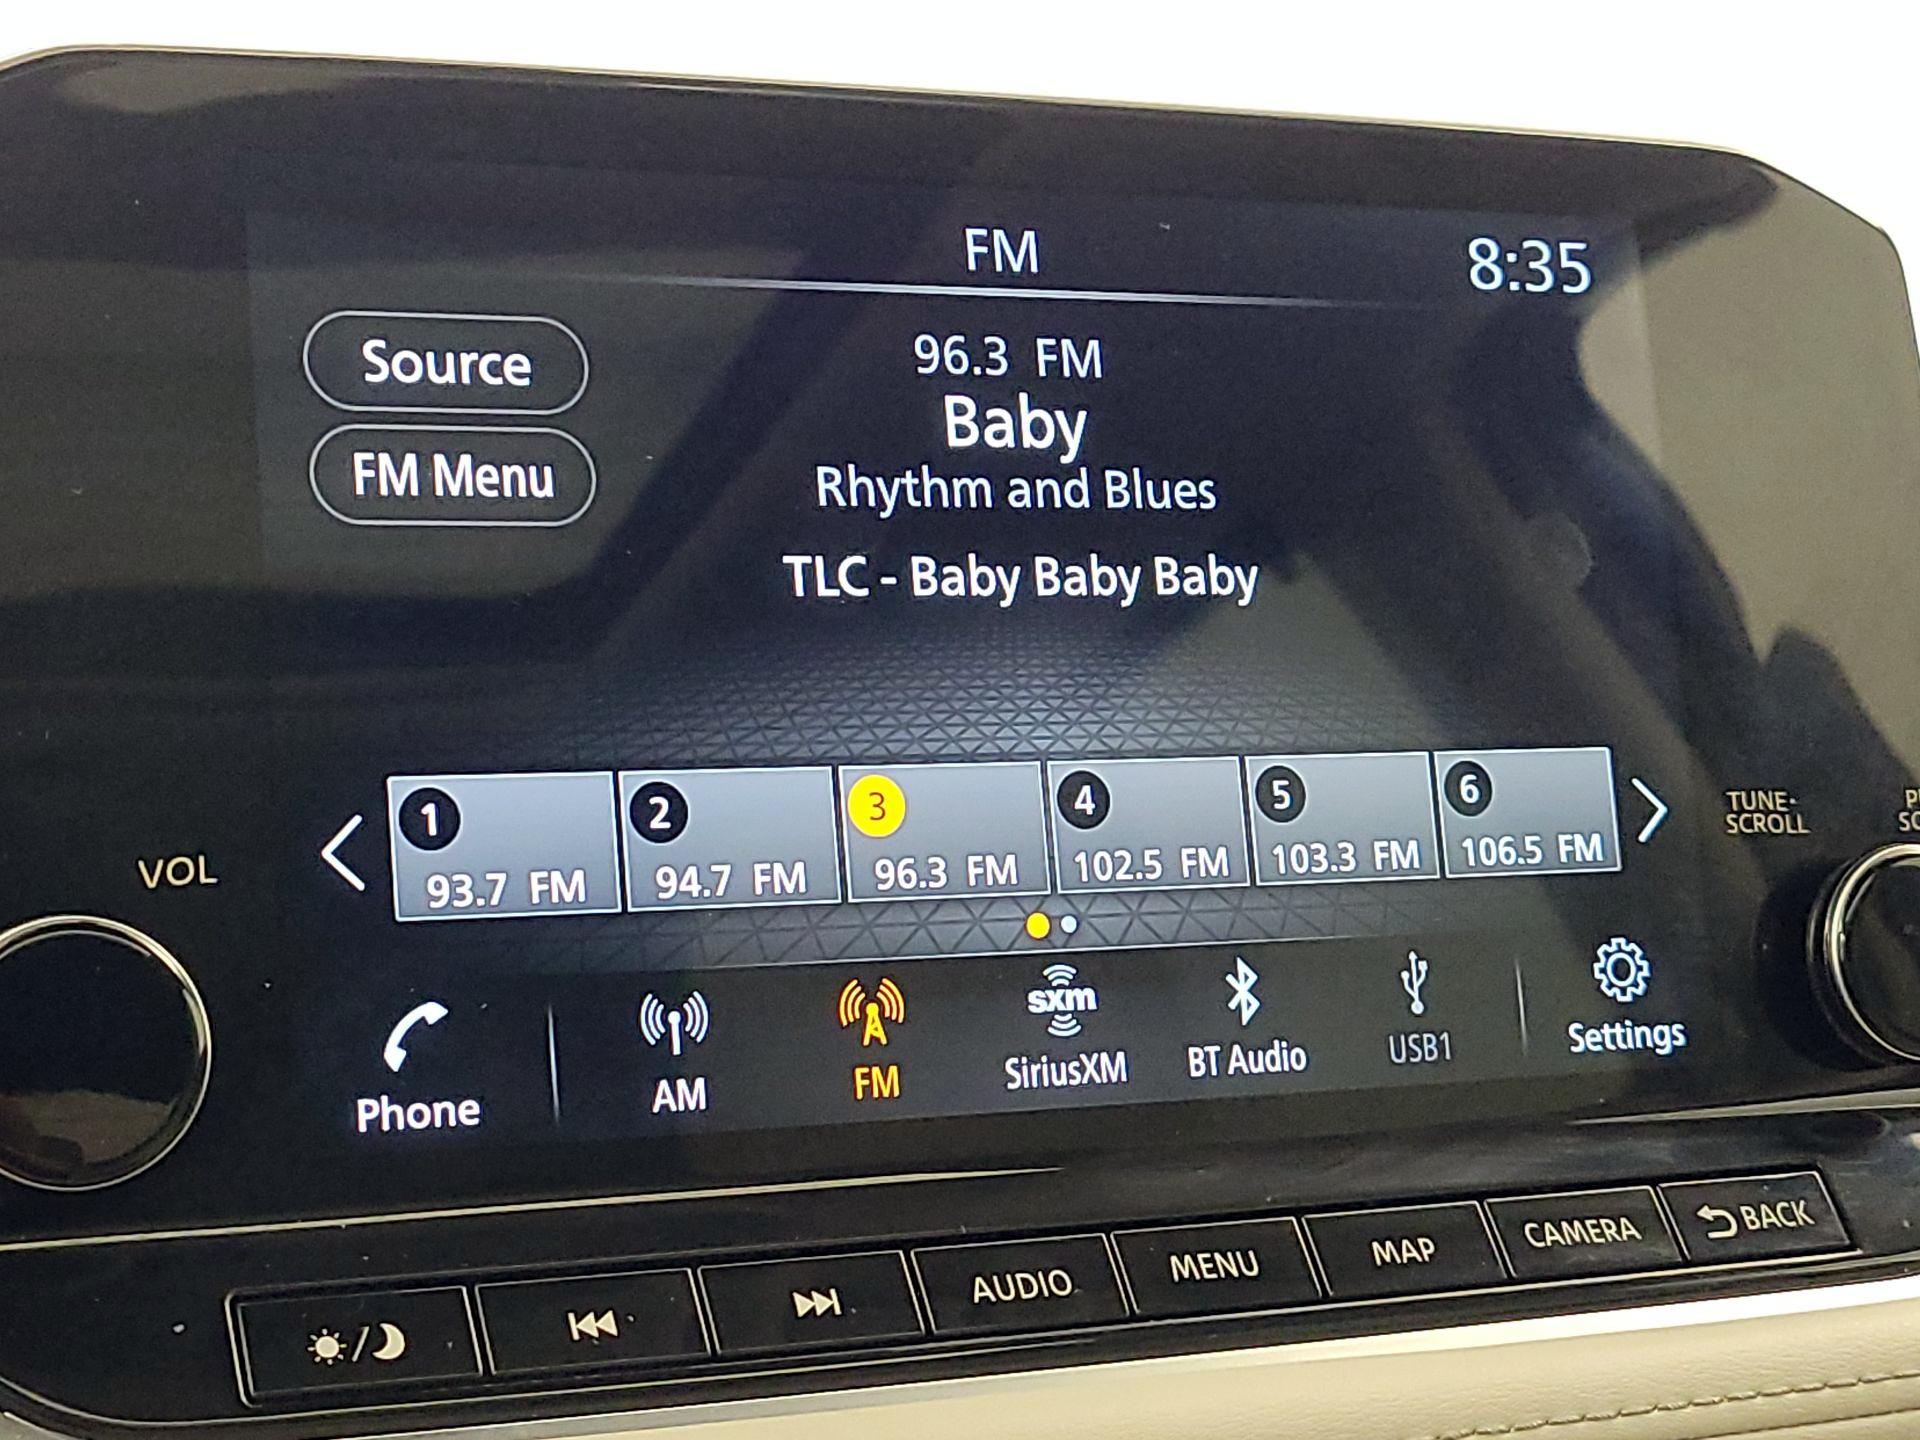 FM
8:35
Source
96.3 FM
Baby
FM Menu
Rhythm and Blues
TLC - Baby Baby Baby
VOL
1
2
3
4
5
6
93.7 FM
94.7 FM
96.3 FM
102.5 FM
103.3 FM
106.5 FM
TUNE·
SCROLL
Phone
AM
FM
sxm
SiriusXM
BT Audio
USB1
Settings
AUDIO
MENU
MAP
CAMERA
BACK